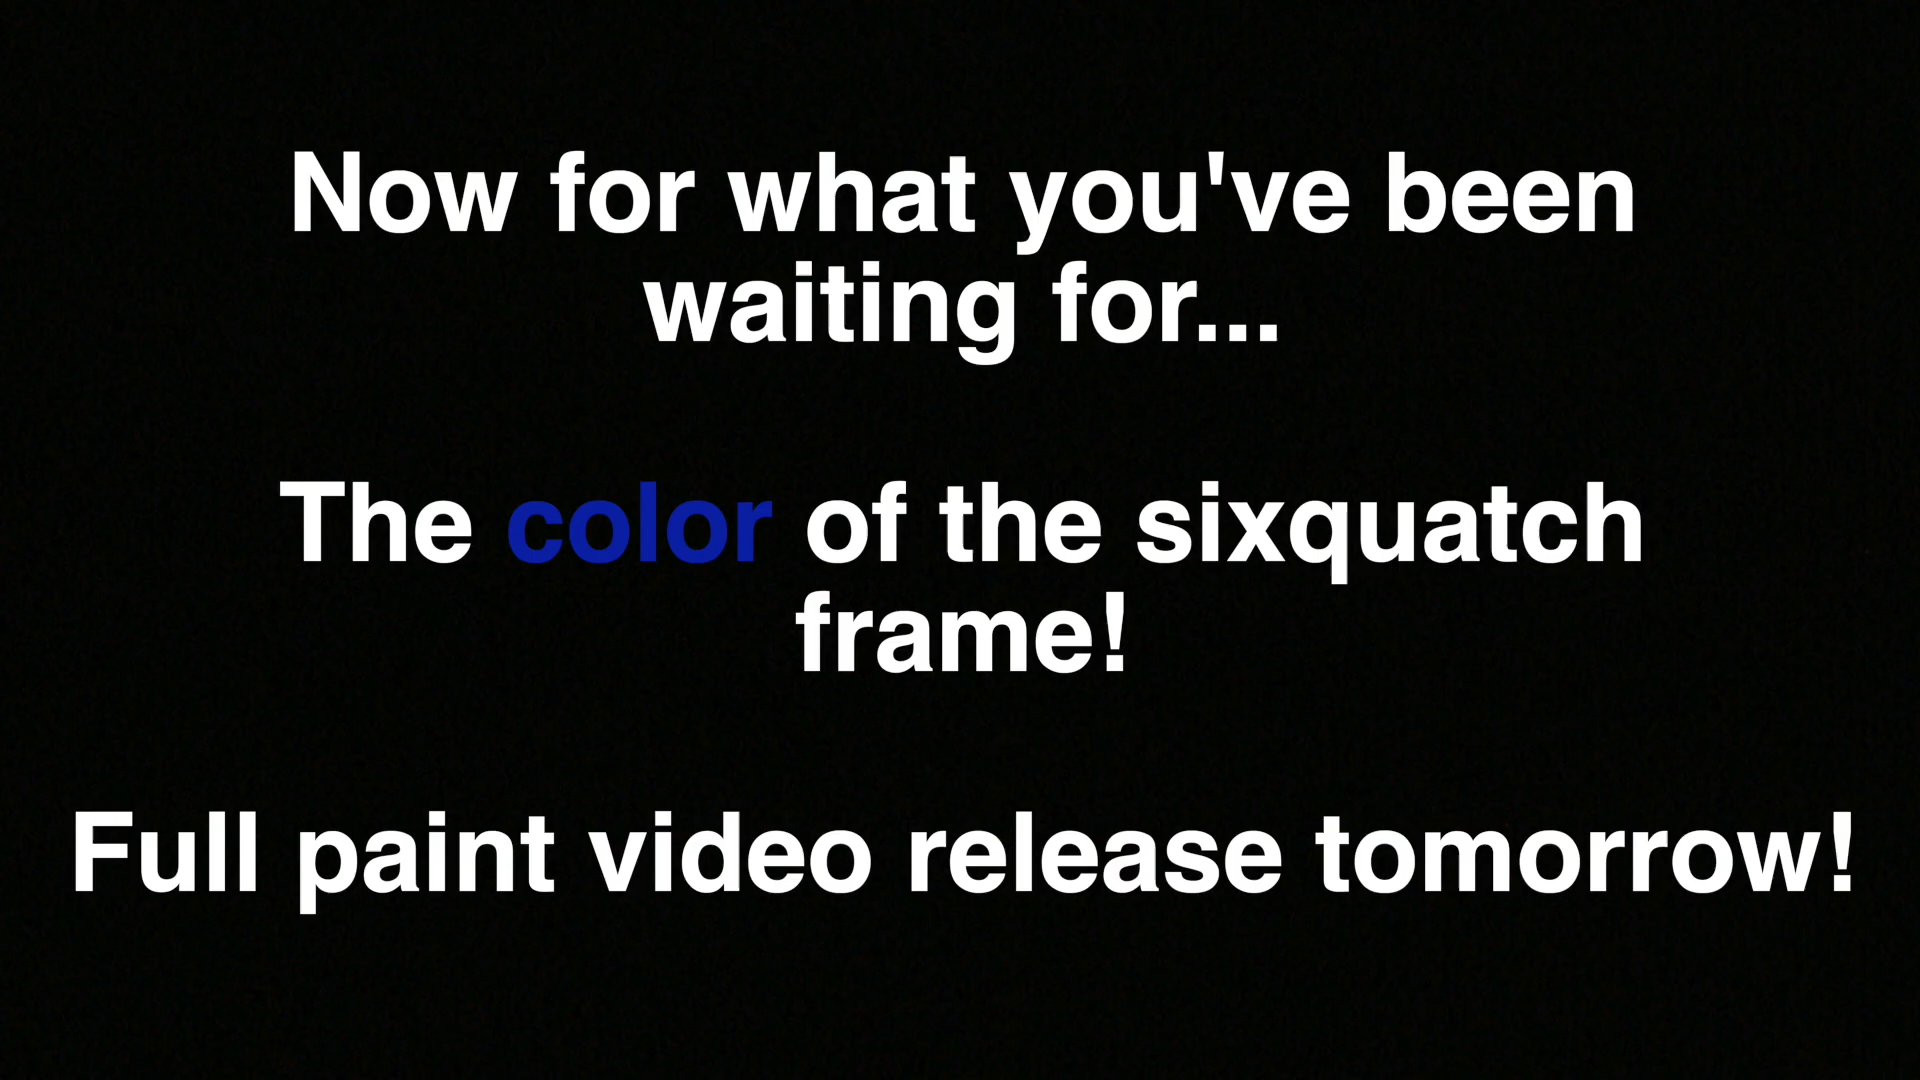 Now for what you've been
waiting for...
The color of the sixquatch
frame!
Full paint video release tomorrow!